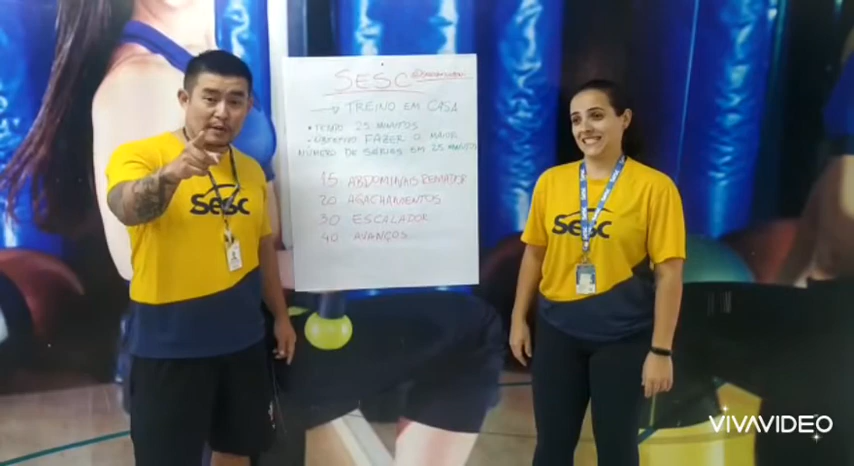 SESC
→ TREINO EM CASA
• TEMPO 25 MINUTOS
• OBJETIVO FAZER O MAIOR
NÚMERO DE SÉRIES EM 25 MINUTOS
15 ABDOMINAIS REMADOR
20 AGACHAMENTOS
30 ESCALADOR
40 AVANÇOS
Sesc
Sesc
VIVAVIDEO